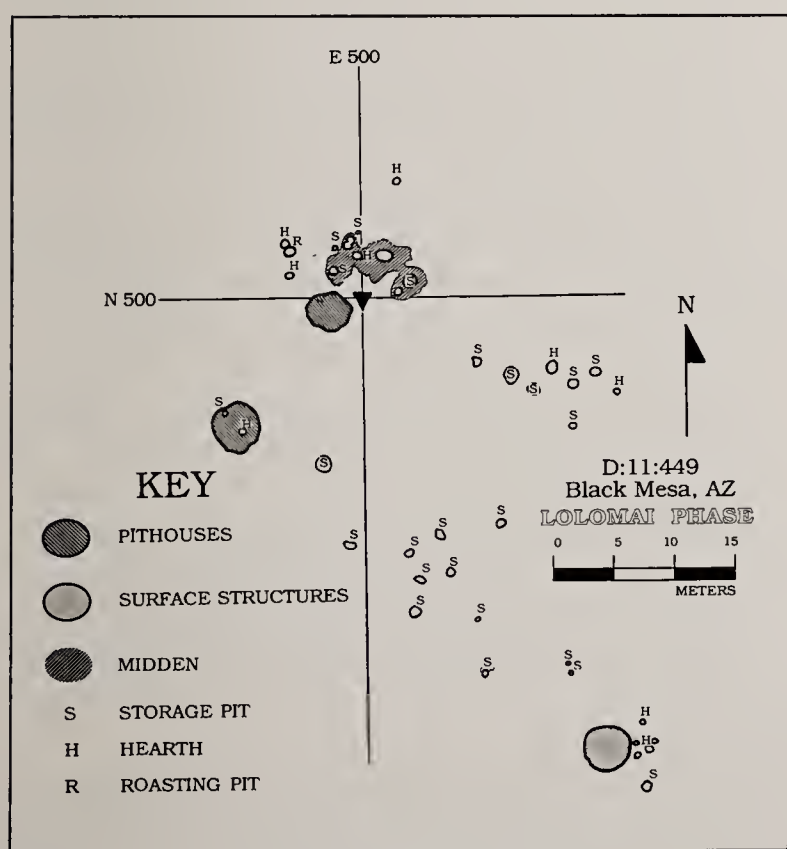 E 500
H
S
S
H
R
H
H
S
S
N 500
N
S
H
S
S
S
H
S
S
S
H
S
D:11:449
Black Mesa, AZ
LOLOMAI PHASE
0 5 10 15
METERS
KEY
PITHOUSES
SURFACE STRUCTURES
MIDDEN
S STORAGE PIT
H HEARTH
R ROASTING PIT
S
S
S
S
S
S
S
S
S
S
S
H
H
S